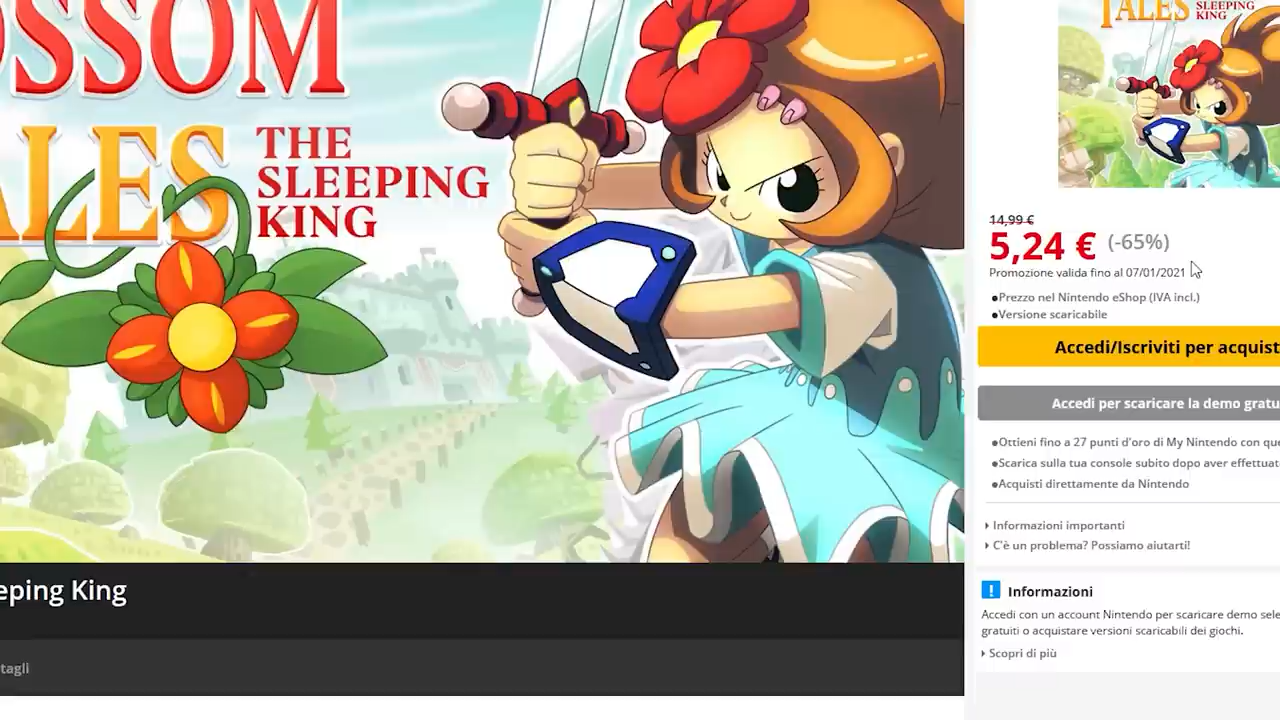 OSSOM
TALES
THE
SLEEPING
KING
eeping King
tagli
TALES
SLEEPING
KING
14,99 €
5,24 € (-65%)
Promozione valida fino al 07/01/2021
●Prezzo nel Nintendo eShop (IVA incl.)
●Versione scaricabile
Accedi/Iscriviti per acquist
Accedi per scaricare la demo gratu
●Ottieni fino a 27 punti d'oro di My Nintendo con que
●Scarica sulla tua console subito dopo aver effettuat
●Acquisti direttamente da Nintendo
Informazioni importanti
C'è un problema? Possiamo aiutarti!
! Informazioni
Accedi con un account Nintendo per scaricare demo sele
gratuiti o acquistare versioni scaricabili dei giochi.
Scopri di più